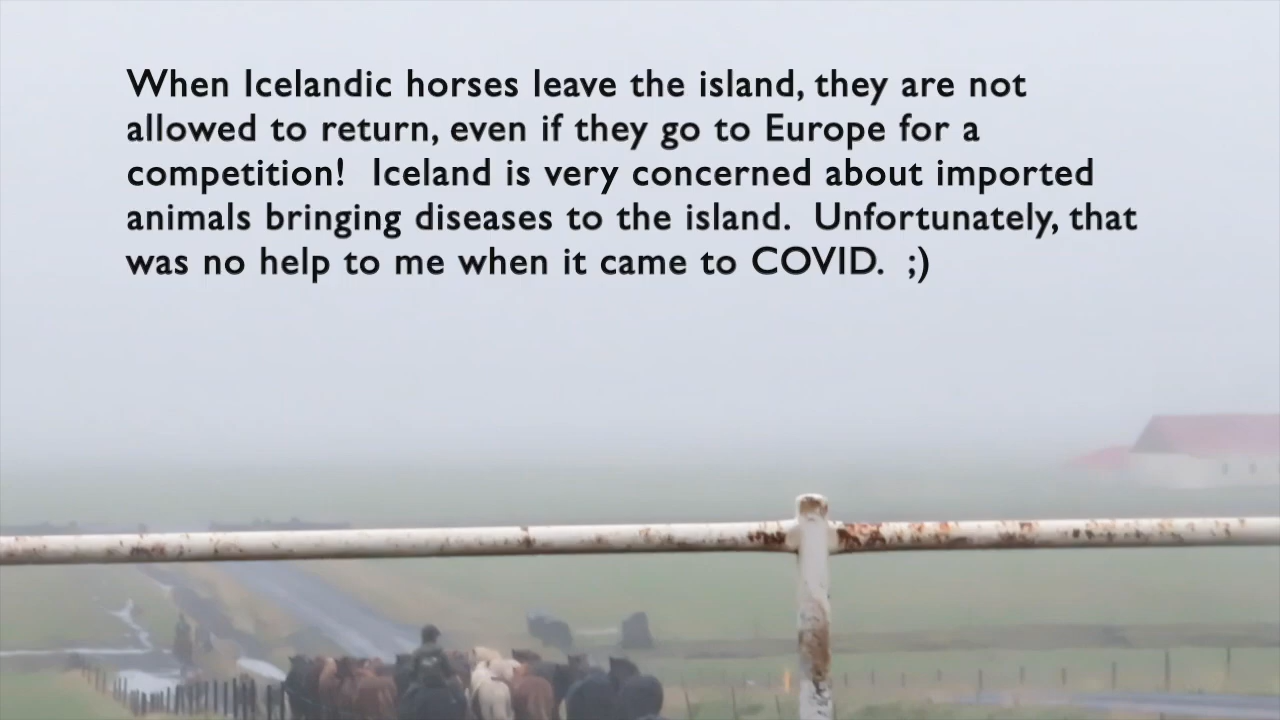 When Icelandic horses leave the island, they are not
allowed to return, even if they go to Europe for a
competition!  Iceland is very concerned about imported
animals bringing diseases to the island.  Unfortunately, that
was no help to me when it came to COVID.  ;)